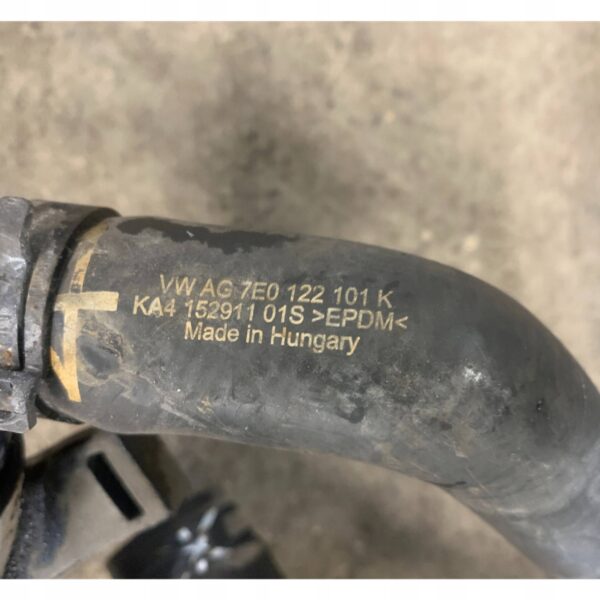 VW AG 7E0 122 101 K
KA4 152911 01S >EPDM<
Made in Hungary